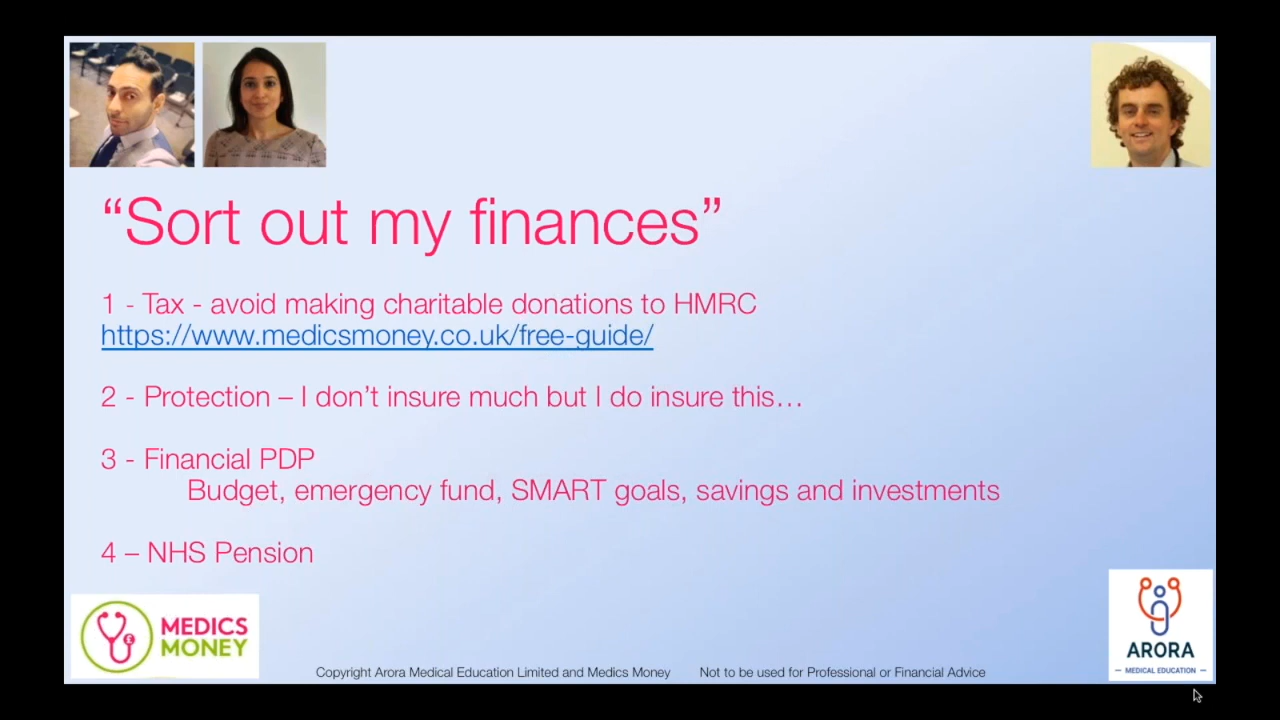 “Sort out my finances”
1 - Tax - avoid making charitable donations to HMRC
https://www.medicsmoney.co.uk/free-guide/
2 - Protection – I don’t insure much but I do insure this…
3 - Financial PDP
Budget, emergency fund, SMART goals, savings and investments
4 – NHS Pension
MEDICS
MONEY
Copyright Arora Medical Education Limited and Medics Money Not to be used for Professional or Financial Advice
ARORA
– MEDICAL EDUCATION –